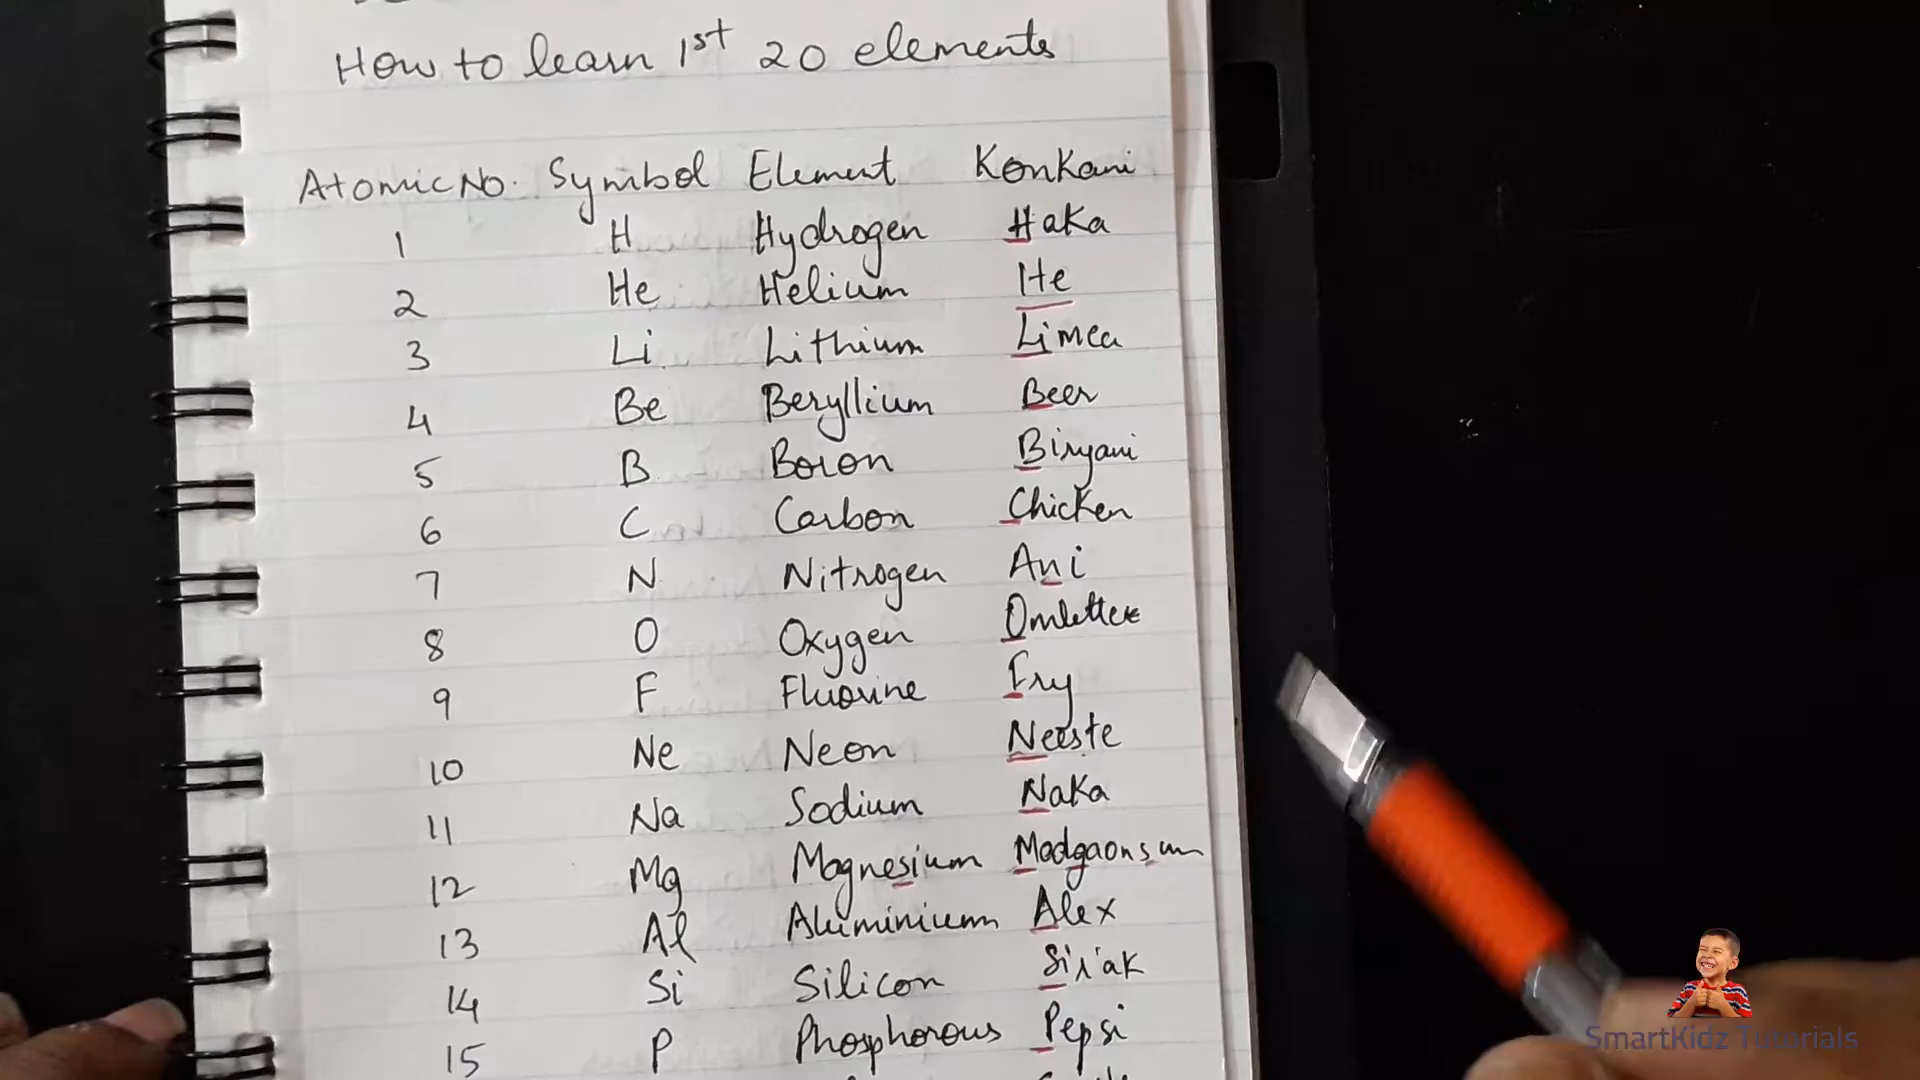 How to learn 1st 20 elements
Atomic No. Symbol Element Konkani
1 H Hydrogen Haka
2 He Helium He
3 Li Lithium Limca
4 Be Beryllium Beer
5 B Boron Biryani
6 C Carbon Chicken
7 N Nitrogen Ani
8 O Oxygen Omlette
9 F Fluorine Fry
10 Ne Neon Neeste
11 Na Sodium Naka
12 Mg Magnesium Madgaonsun
13 Al Aluminium Alex
14 Si Silicon
15 P Phosphorous Pepsi
SmartKidz Tutorials